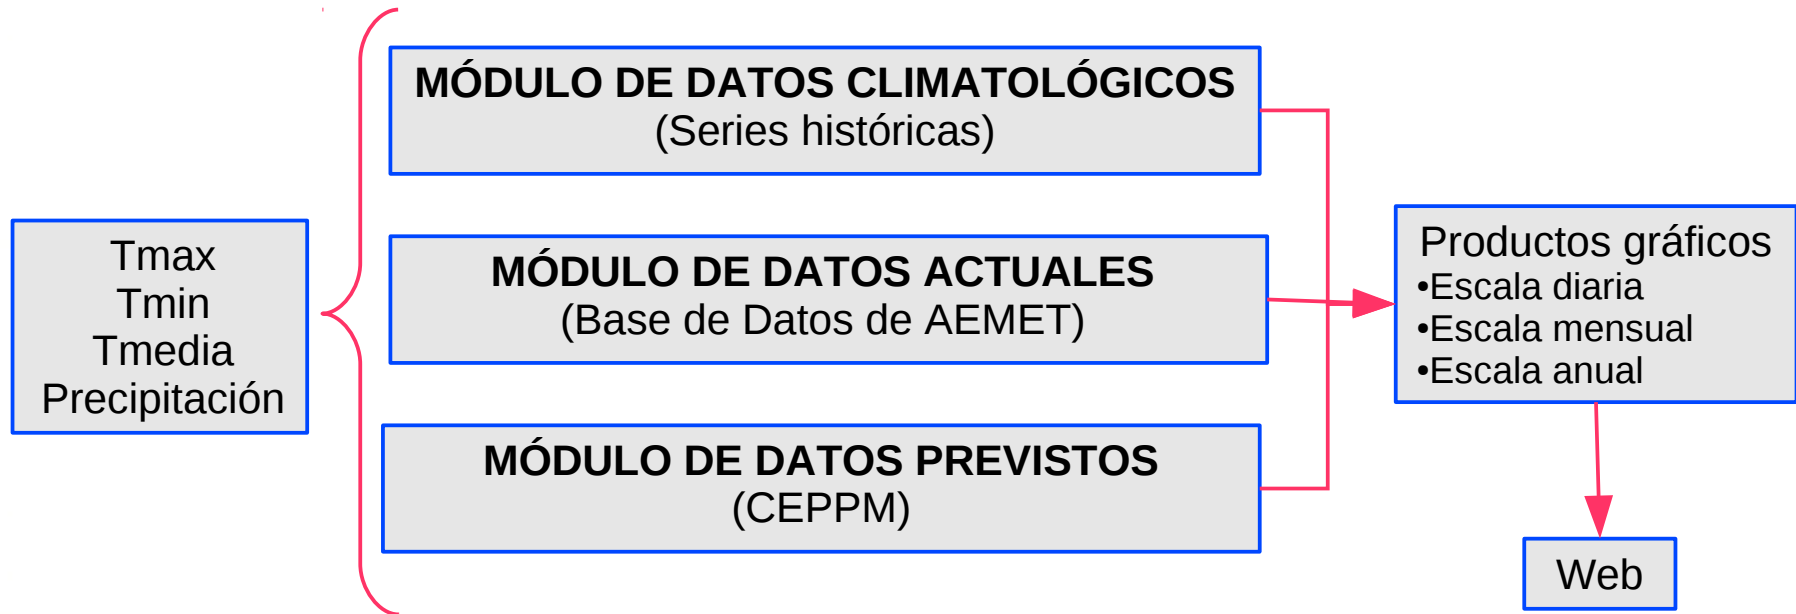 Tmax
Tmin
Tmedia
Precipitación
MÓDULO DE DATOS CLIMATOLÓGICOS
(Series históricas)
MÓDULO DE DATOS ACTUALES
(Base de Datos de AEMET)
MÓDULO DE DATOS PREVISTOS
(CEPPM)
Productos gráficos
•Escala diaria
•Escala mensual
•Escala anual
Web